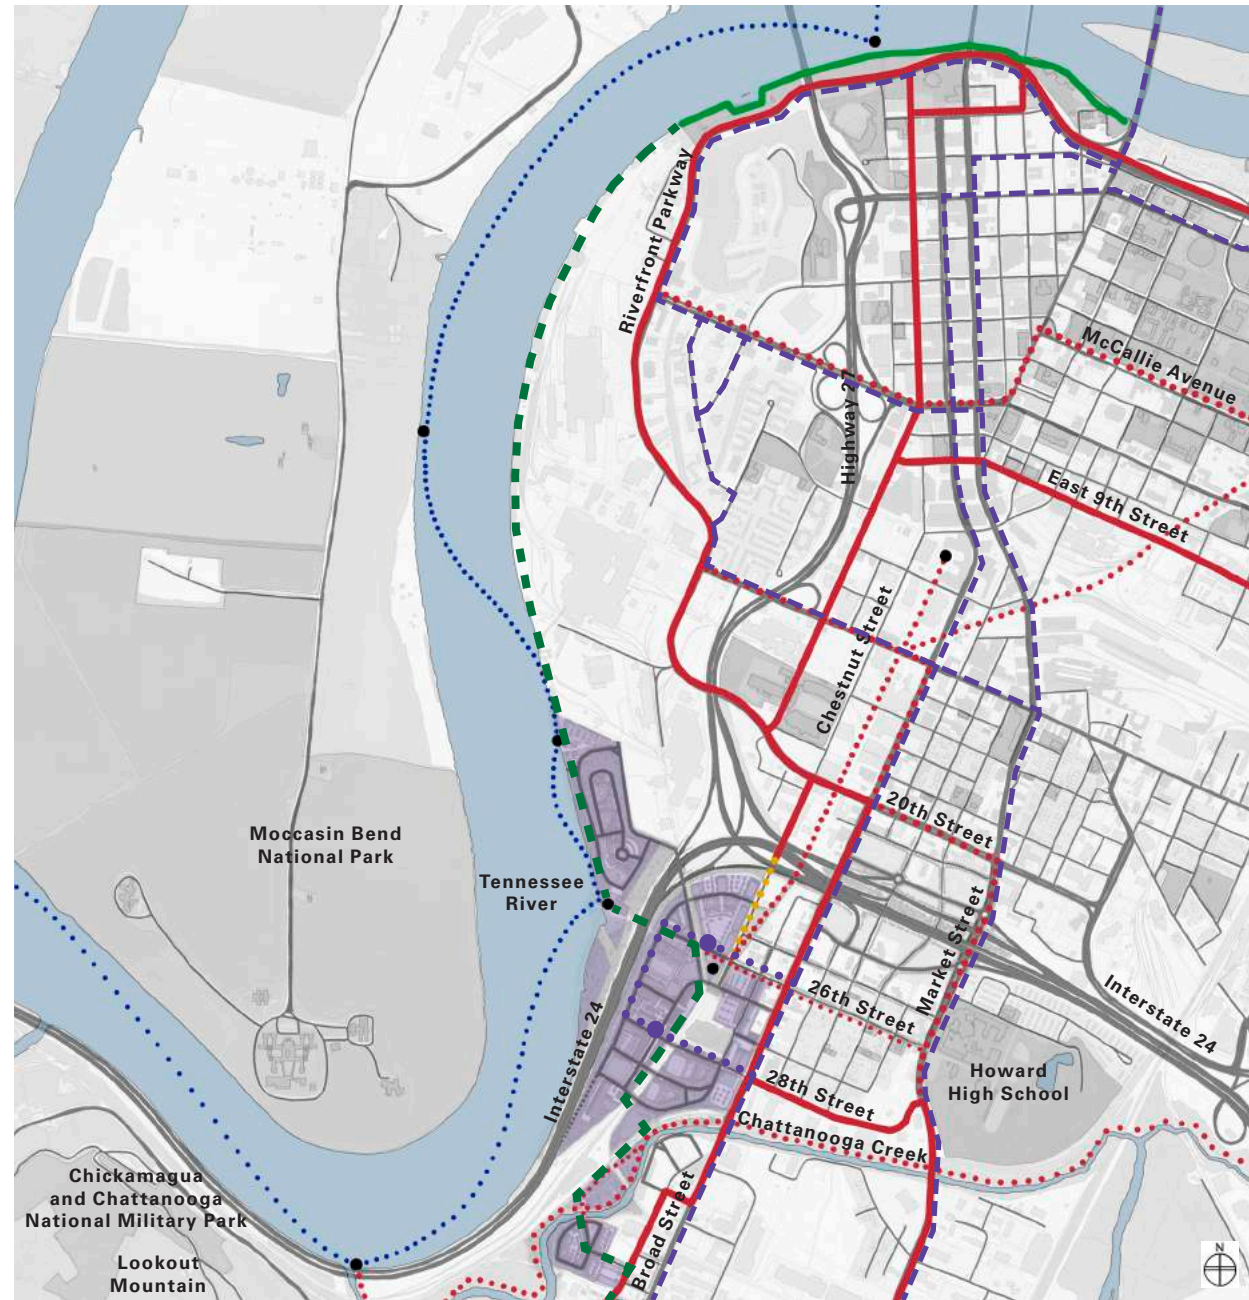 Riverfront Parkway
McCallie Avenue
Highway 27
East 9th Street
Chestnut Street
20th Street
Moccasin Bend
National Park
Tennessee
River
Market Street
26th Street
Interstate 24
Interstate 24
Howard
High School
28th Street
Chattanooga Creek
Chickamagua
and Chattanooga
National Military Park
Broad Street
Lookout
Mountain
N